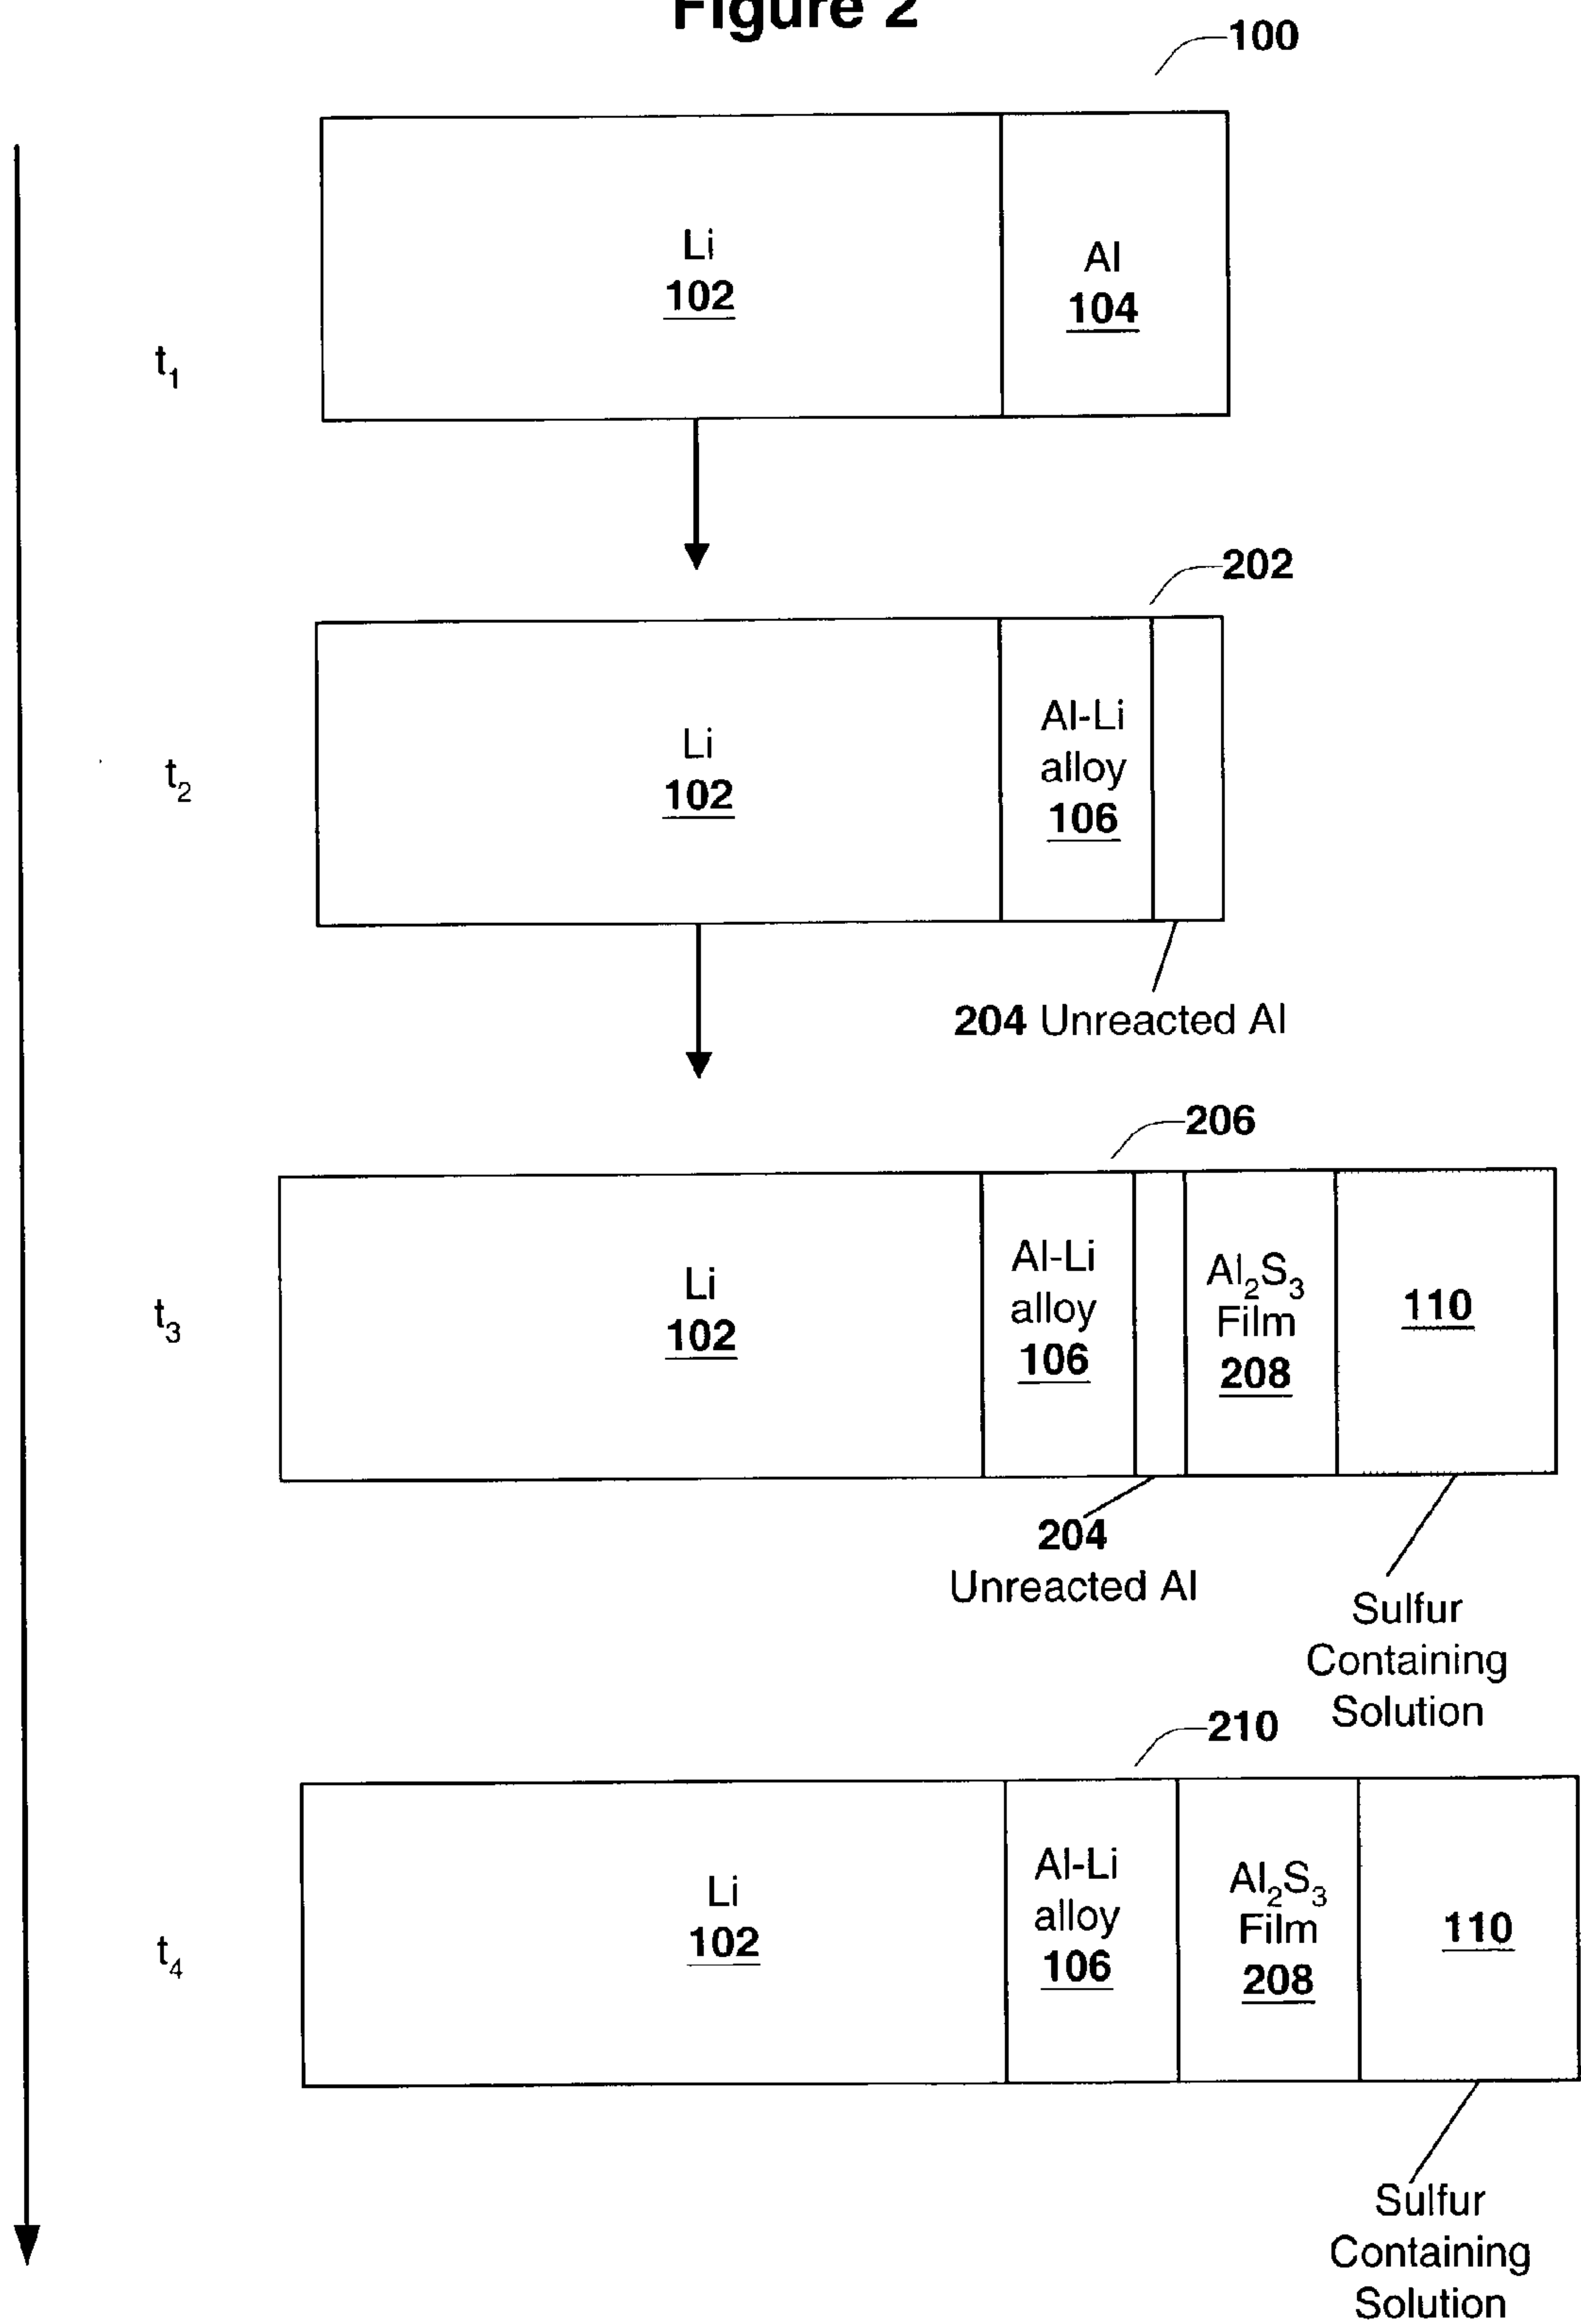 Figure 2
100
Li
102
Al
104
t1
202
Li
102
Al-Li
alloy
106
t2
204 Unreacted Al
206
Li
102
Al-Li
alloy
106
Al2S3
Film
208
110
t3
204
Unreacted Al
Sulfur
Containing
Solution
210
Li
102
Al-Li
alloy
106
Al2S3
Film
208
110
t4
Sulfur
Containing
Solution